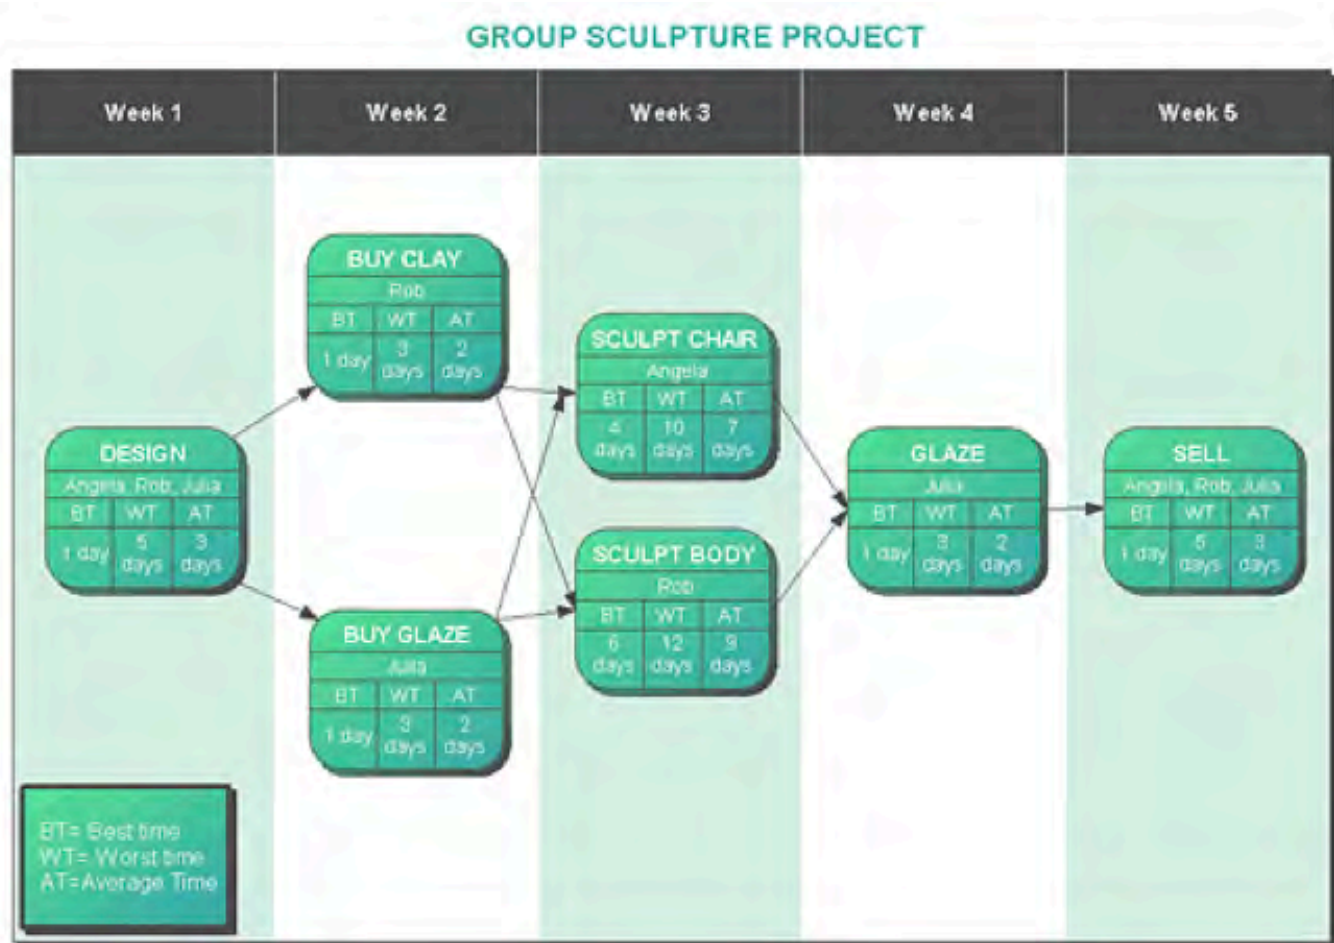 GROUP SCULPTURE PROJECT
Week 1
Week 2
Week 3
Week 4
Week 5
DESIGN
Angela, Rob, Julia
BT WT AT
1 day 5 days 3 days
BUY CLAY
Rob
BT WT AT
1 day 3 days 2 days
BUY GLAZE
Julia
BT WT AT
1 day 3 days 2 days
SCULPT CHAIR
Angela
BT WT AT
4 days 10 days 7 days
SCULPT BODY
Rob
BT WT AT
6 days 12 days 9 days
GLAZE
Julia
BT WT AT
1 day 3 days 2 days
SELL
Angela, Rob, Julia
BT WT AT
1 day 5 days 3 days
BT= Best time
WT= Worst time
AT=Average Time